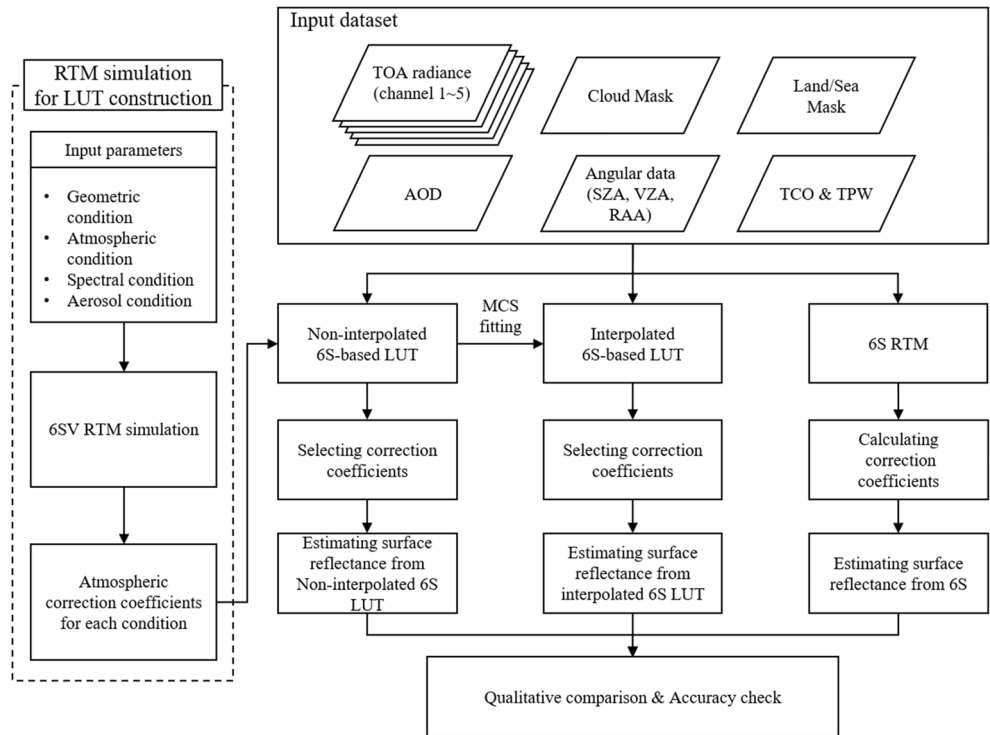 Input dataset
TOA radiance
(channel 1~5)
Cloud Mask
Land/Sea
Mask
AOD
Angular data
(SZA, VZA,
RAA)
TCO & TPW
RTM simulation
for LUT construction
Input parameters
• Geometric
condition
• Atmospheric
condition
• Spectral condition
• Aerosol condition
6SV RTM simulation
Atmospheric
correction coefficients
for each condition
Non-interpolated
6S-based LUT
MCS
fitting
Interpolated
6S-based LUT
6S RTM
Selecting correction
coefficients
Selecting correction
coefficients
Calculating
correction
coefficients
Estimating surface
reflectance from
Non-interpolated 6S
LUT
Estimating surface
reflectance from
interpolated 6S LUT
Estimating surface
reflectance from 6S
Qualitative comparison & Accuracy check